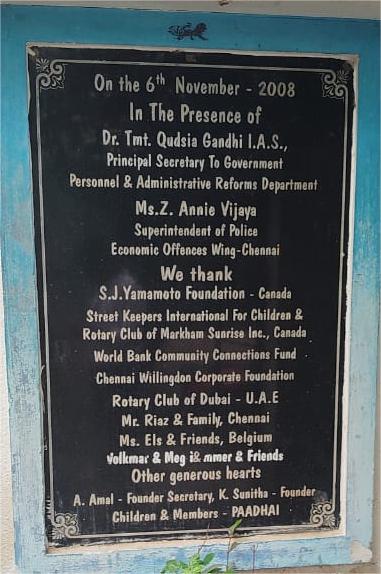 On the 6th November - 2008
In The Presence of
Dr. Tmt. Qudsia Gandhi I.A.S.,
Principal Secretary To Government
Personnel & Administrative Reforms Department
Ms.Z. Annie Vijaya
Superintendent of Police
Economic Offences Wing-Chennai
We thank
S.J.Yamamoto Foundation - Canada
Street Keepers International For Children &
Rotary Club of Markham Sunrise Inc., Canada
World Bank Community Connections Fund
Chennai Willingdon Corporate Foundation
Rotary Club of Dubai - U.A.E
Mr. Riaz & Family, Chennai
Ms. Els & Friends, Belgium
Volkmar & Meg & Friends
Other generous hearts
A. Amal - Founder Secretary, K. Sunitha - Founder
Children & Members - PAADHAI